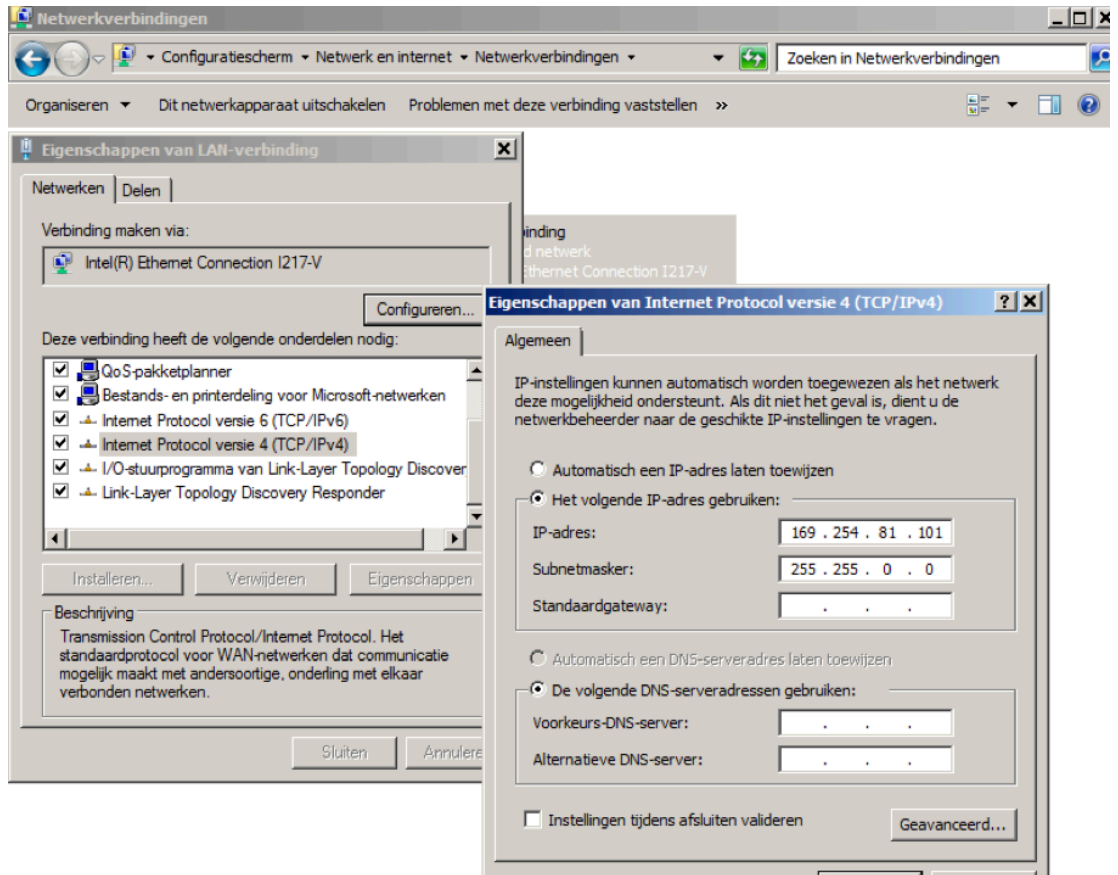 Netwerkverbindingen
Configuratiescherm Netwerk en internet Netwerkverbindingen
Zoeken in Netwerkverbindingen
Organiseren Dit netwerkapparaat uitschakelen Problemen met deze verbinding vaststellen »
Eigenschappen van LAN-verbinding
Netwerken Delen
Verbinding maken via:
Intel(R) Ethernet Connection I217-V
Configureren...
Deze verbinding heeft de volgende onderdelen nodig:
QoS-pakketplanner
Bestands- en printerdeling voor Microsoft-netwerken
Internet Protocol versie 6 (TCP/IPv6)
Internet Protocol versie 4 (TCP/IPv4)
I/O-stuurprogramma van Link-Layer Topology Discover
Link-Layer Topology Discovery Responder
Installeren... Verwijderen Eigenschappen
Beschrijving
Transmission Control Protocol/Internet Protocol. Het
standaardprotocol voor WAN-netwerken dat communicatie
mogelijk maakt met andersoortige, onderling met elkaar
verbonden netwerken.
Sluiten Annulere
inding
d netwerk
Ethernet Connection I217-V
Eigenschappen van Internet Protocol versie 4 (TCP/IPv4)
Algemeen
IP-instellingen kunnen automatisch worden toegewezen als het netwerk
deze mogelijkheid ondersteunt. Als dit niet het geval is, dient u de
netwerkbeheerder naar de geschikte IP-instellingen te vragen.
Automatisch een IP-adres laten toewijzen
Het volgende IP-adres gebruiken:
IP-adres: 169 . 254 . 81 . 101
Subnetmasker: 255 . 255 . 0 . 0
Standaardgateway: . . .
Automatisch een DNS-serveradres laten toewijzen
De volgende DNS-serveradressen gebruiken:
Voorkeurs-DNS-server: . . .
Alternatieve DNS-server: . . .
Instellingen tijdens afsluiten valideren
Geavanceerd...